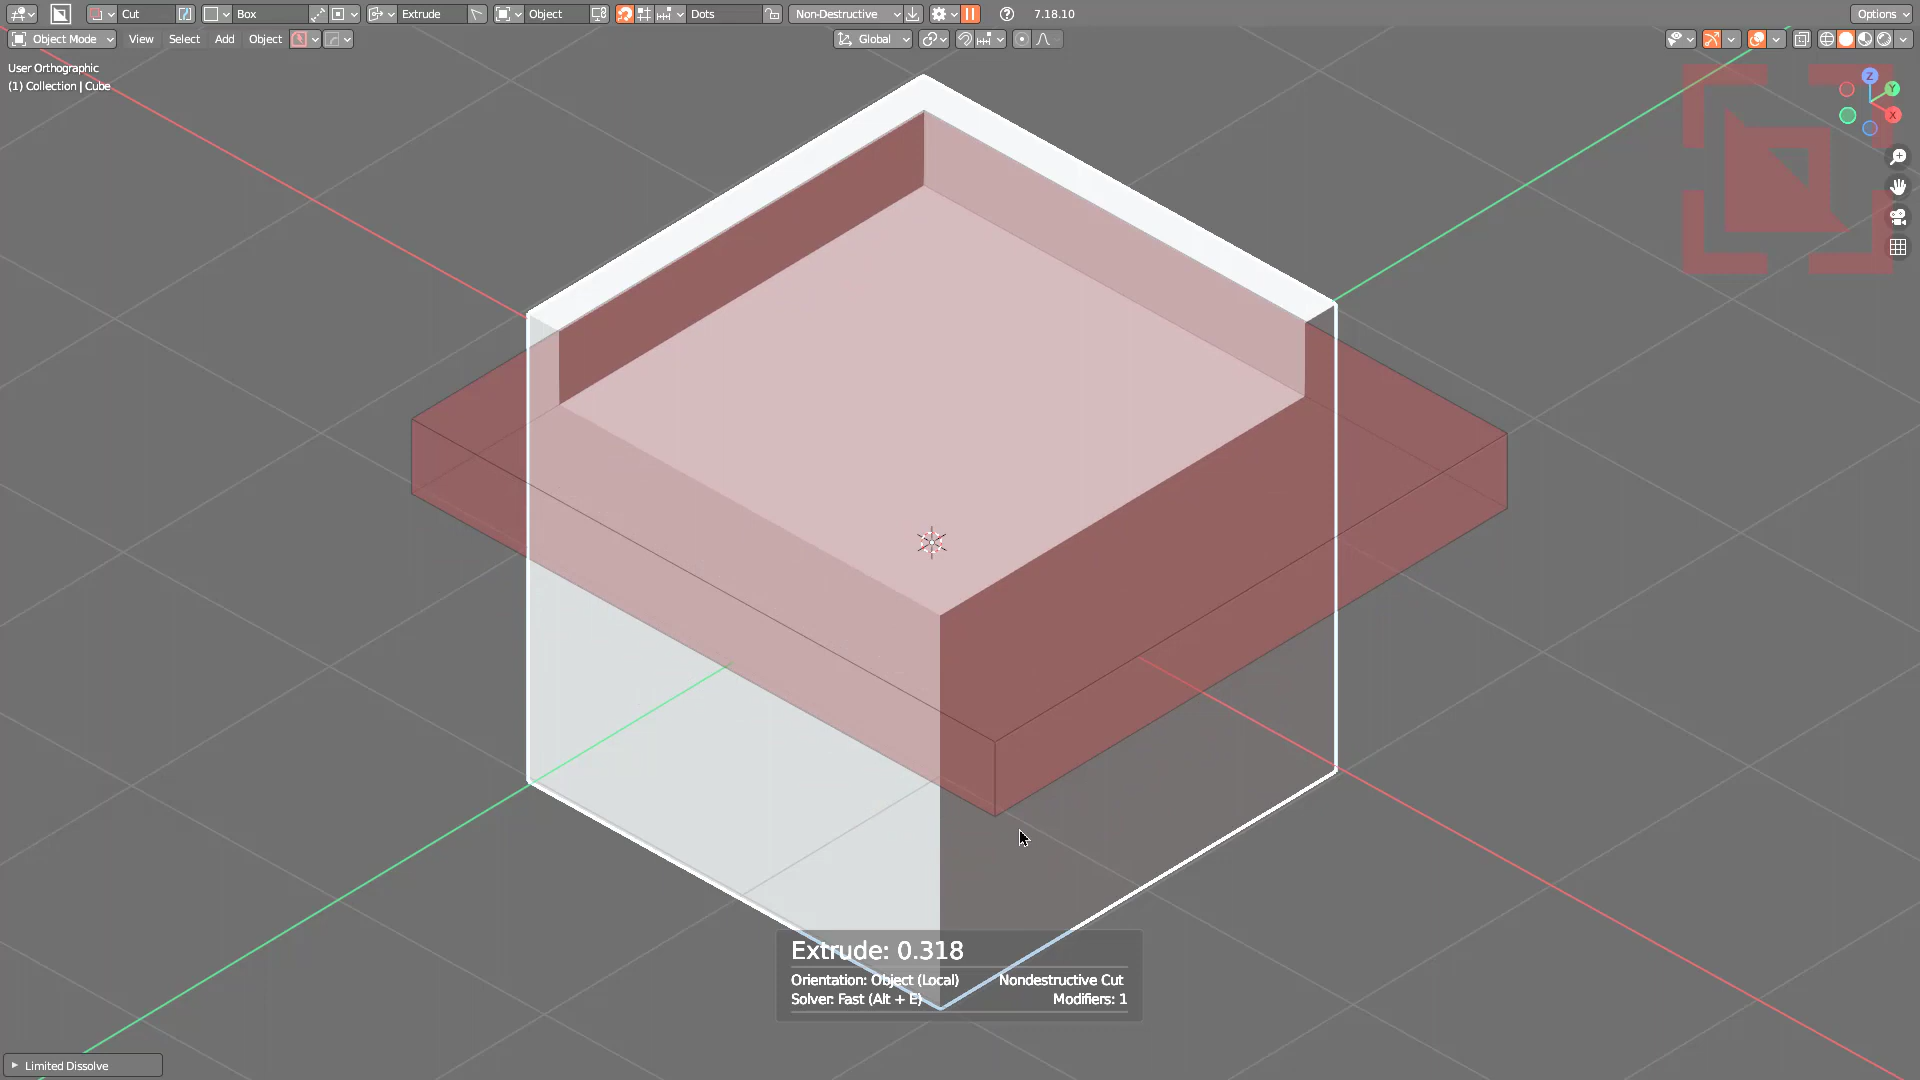 Cut Box Extrude Object Dots Non-Destructive 7.18.10 Options
Object Mode View Select Add Object Global
User Orthographic
(1) Collection | Cube
Z
Y
X
Extrude: 0.318
Orientation: Object (Local) Nondestructive Cut
Solver: Fast (Alt + E) Modifiers: 1
Limited Dissolve